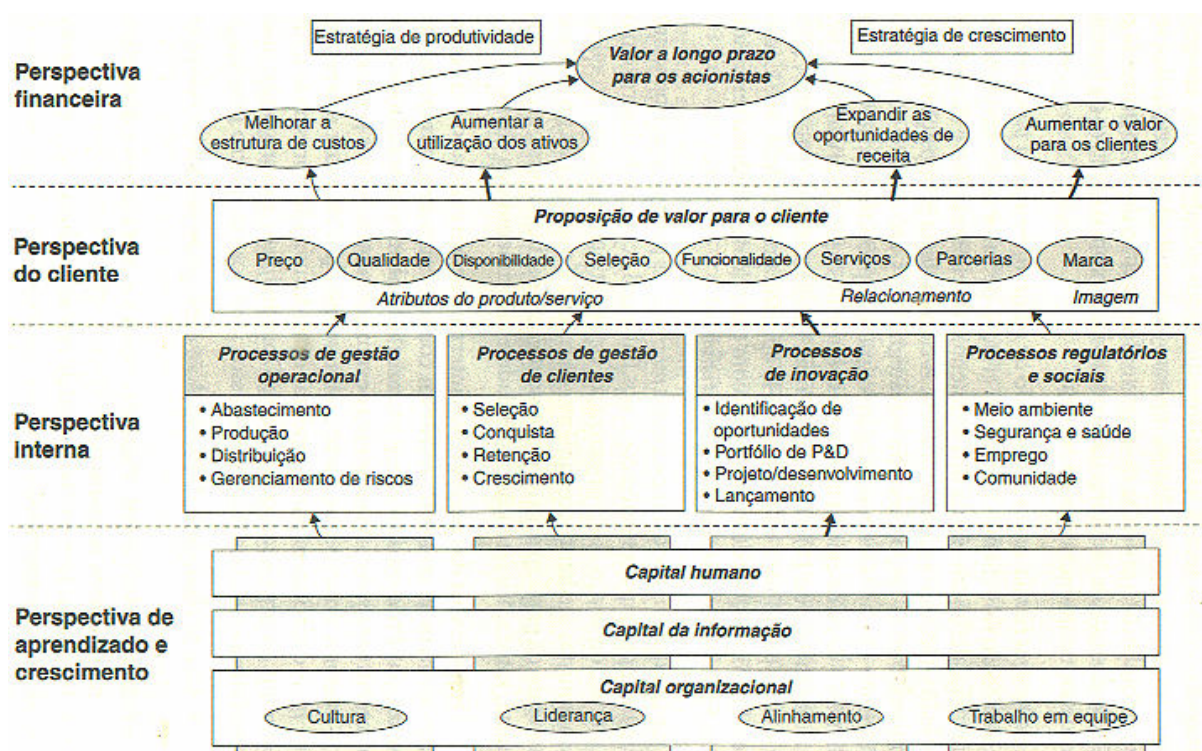 Estratégia de produtividade
Estratégia de crescimento
Valor a longo prazo
para os acionistas
Perspectiva
financeira
Melhorar a
estrutura de custos
Aumentar a
utilização dos ativos
Expandir as
oportunidades de
receita
Aumentar o valor
para os clientes
Proposição de valor para o cliente
Perspectiva
do cliente
Preço
Qualidade
Disponibilidade
Seleção
Funcionalidade
Serviços
Parcerias
Marca
Atributos do produto/serviço
Relacionamento
Imagem
Perspectiva
interna
Processos de gestão
operacional
• Abastecimento
• Produção
• Distribuição
• Gerenciamento de riscos
Processos de gestão
de clientes
• Seleção
• Conquista
• Retenção
• Crescimento
Processos
de inovação
• Identificação de
oportunidades
• Portfólio de P&D
• Projeto/desenvolvimento
• Lançamento
Processos regulatórios
e sociais
• Meio ambiente
• Segurança e saúde
• Emprego
• Comunidade
Perspectiva de
aprendizado e
crescimento
Capital humano
Capital da informação
Capital organizacional
Cultura
Liderança
Alinhamento
Trabalho em equipe